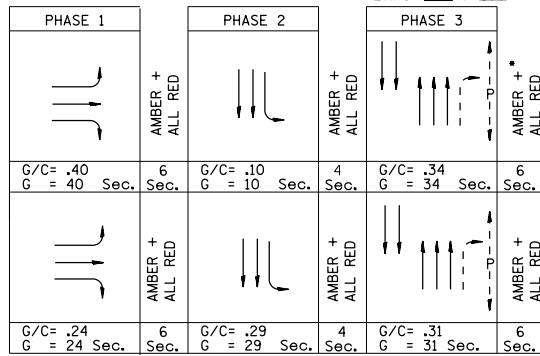 PHASE 1
PHASE 2
PHASE 3
AMBER +
ALL RED
AMBER +
ALL RED
P
*
AMBER +
ALL RED
G/C= .40
G = 40 Sec.
6
Sec.
G/C= .10
G = 10 Sec.
4
Sec.
G/C= .34
G = 34 Sec.
6
Sec.
AMBER +
ALL RED
AMBER +
ALL RED
P
AMBER +
ALL RED
G/C= .24
G = 24 Sec.
6
Sec.
G/C= .29
G = 29 Sec.
4
Sec.
G/C= .31
G = 31 Sec.
6
Sec.